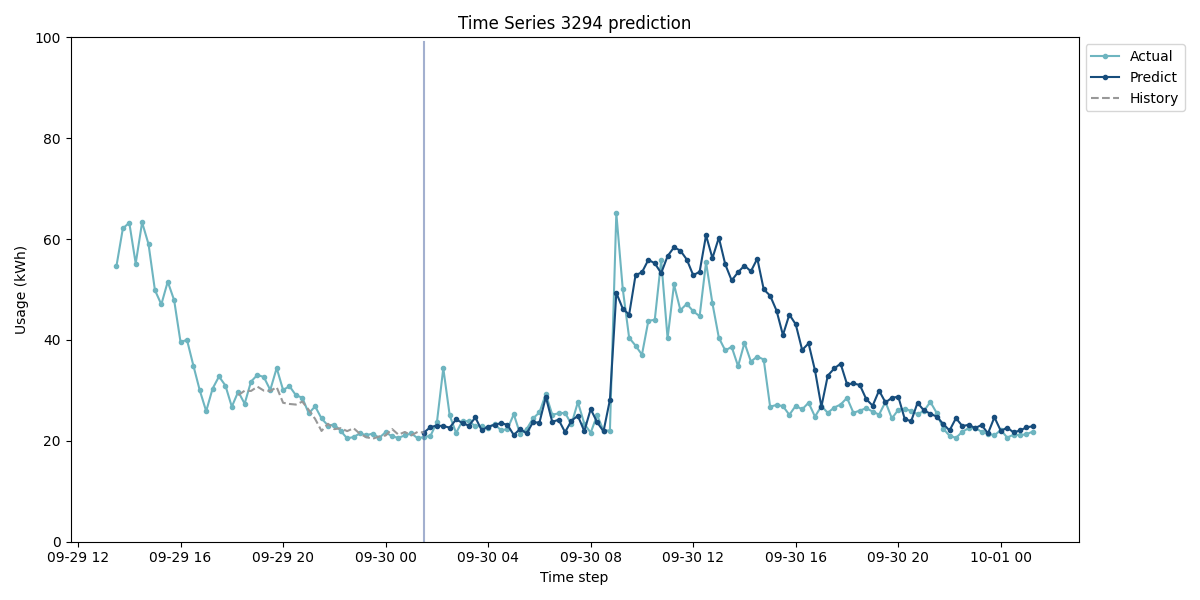 Time Series 3294 prediction
100
80
60
40
20
0
Usage (kWh)
09-29 12
09-29 16
09-29 20
09-30 00
09-30 04
09-30 08
09-30 12
09-30 16
09-30 20
10-01 00
Time step
Actual
Predict
History